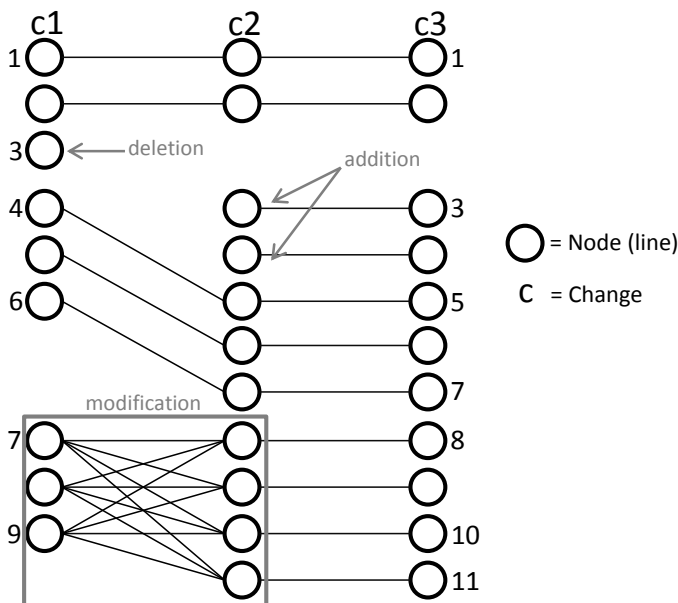 c1 c2 c3
1 1
3 deletion
addition
4 3
= Node (line)
6 5
c = Change
modification 7
7 8
9 10
11